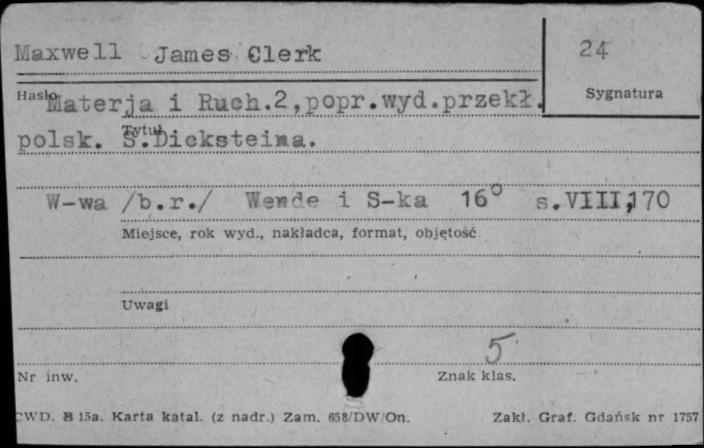 Maxwell James Clerk 24
Hasło Sygnatura
Materja i Ruch.2,popr.wyd.przekł.
Tytuł
polsk. S.Dicksteina.
W-wa /b.r./ Wende i S-ka 16° s.VIII,170
Miejsce, rok wyd., nakładca, format, objętość
Uwagi
5
Nr inw. Znak klas.
CWD. B 15a. Karta katal. (z nadr.) Zam. 658/DW/On. Zakł. Graf. Gdańsk nr 1757